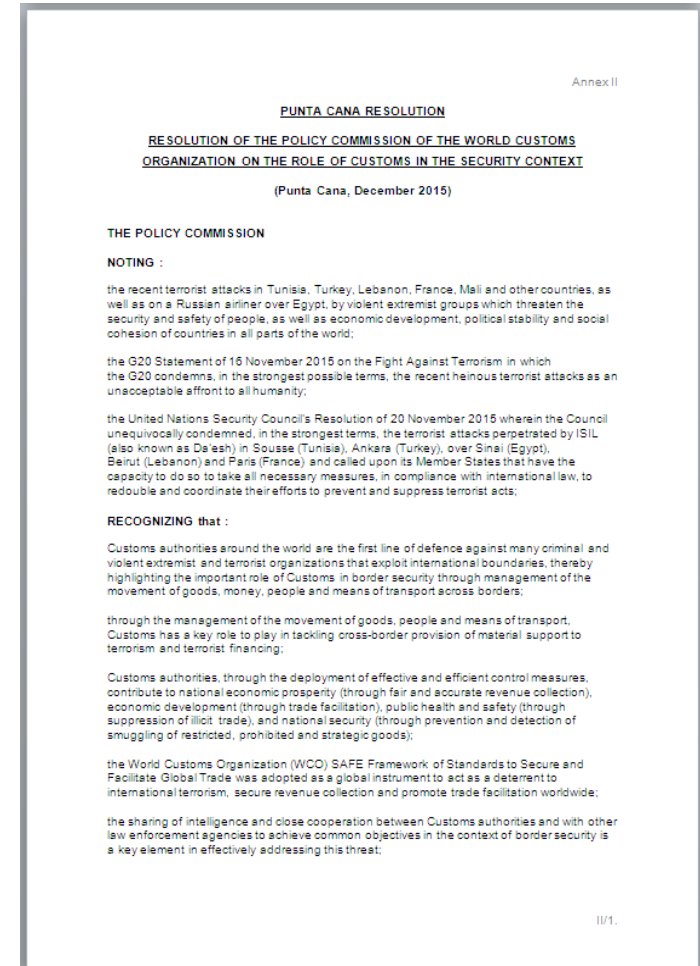 Annex II
PUNTA CANA RESOLUTION
RESOLUTION OF THE POLICY COMMISSION OF THE WORLD CUSTOMS
ORGANIZATION ON THE ROLE OF CUSTOMS IN THE SECURITY CONTEXT
(Punta Cana, December 2015)
THE POLICY COMMISSION
NOTING :
the recent terrorist attacks in Tunisia, Turkey, Lebanon, France, Mali and other countries, as
well as on a Russian airliner over Egypt, by violent extremist groups which threaten the
security and safety of people, as well as economic development, political stability and social
cohesion of countries in all parts of the world;
the G20 Statement of 16 November 2015 on the Fight Against Terrorism in which
the G20 condemns, in the strongest possible terms, the recent heinous terrorist attacks as an
unacceptable affront to all humanity;
the United Nations Security Council's Resolution of 20 November 2015 wherein the Council
unequivocally condemned, in the strongest terms, the terrorist attacks perpetrated by ISIL
(also known as Da'esh) in Sousse (Tunisia), Ankara (Turkey), over Sinai (Egypt),
Beirut (Lebanon) and Paris (France) and called upon its Member States that have the
capacity to do so to take all necessary measures, in compliance with international law, to
redouble and coordinate their efforts to prevent and suppress terrorist acts;
RECOGNIZING that :
Customs authorities around the world are the first line of defence against many criminal and
violent extremist and terrorist organizations that exploit international boundaries, thereby
highlighting the important role of Customs in border security through management of the
movement of goods, money, people and means of transport across borders;
through the management of the movement of goods, people and means of transport,
Customs has a key role to play in tackling cross-border provision of material support to
terrorism and terrorist financing;
Customs authorities, through the deployment of effective and efficient control measures,
contribute to national economic prosperity (through fair and accurate revenue collection),
economic development (through trade facilitation), public health and safety (through
suppression of illicit trade), and national security (through prevention and detection of
smuggling of restricted, prohibited and strategic goods);
the World Customs Organization (WCO) SAFE Framework of Standards to Secure and
Facilitate Global Trade was adopted as a global instrument to act as a deterrent to
international terrorism, secure revenue collection and promote trade facilitation worldwide;
the sharing of intelligence and close cooperation between Customs authorities and with other
law enforcement agencies to achieve common objectives in the context of border security is
a key element in effectively addressing this threat;
II/1.